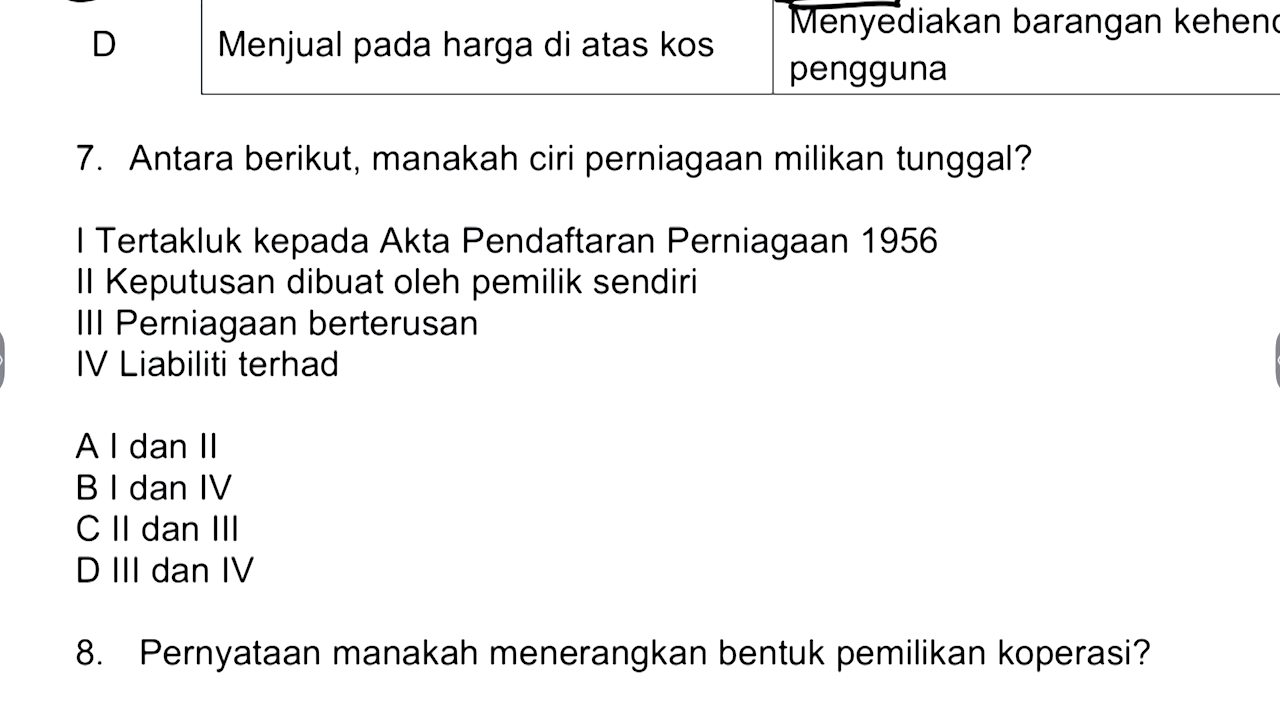 D
Menjual pada harga di atas kos
Menyediakan barangan
pengguna
7. Antara berikut, manakah ciri perniagaan milikan tunggal?
I Tertakluk kepada Akta Pendaftaran Perniagaan 1956
II Keputusan dibuat oleh pemilik sendiri
III Perniagaan berterusan
IV Liabiliti terhad
A I dan II
B I dan IV
C II dan III
D III dan IV
8. Pernyataan manakah menerangkan bentuk pemilikan koperasi?